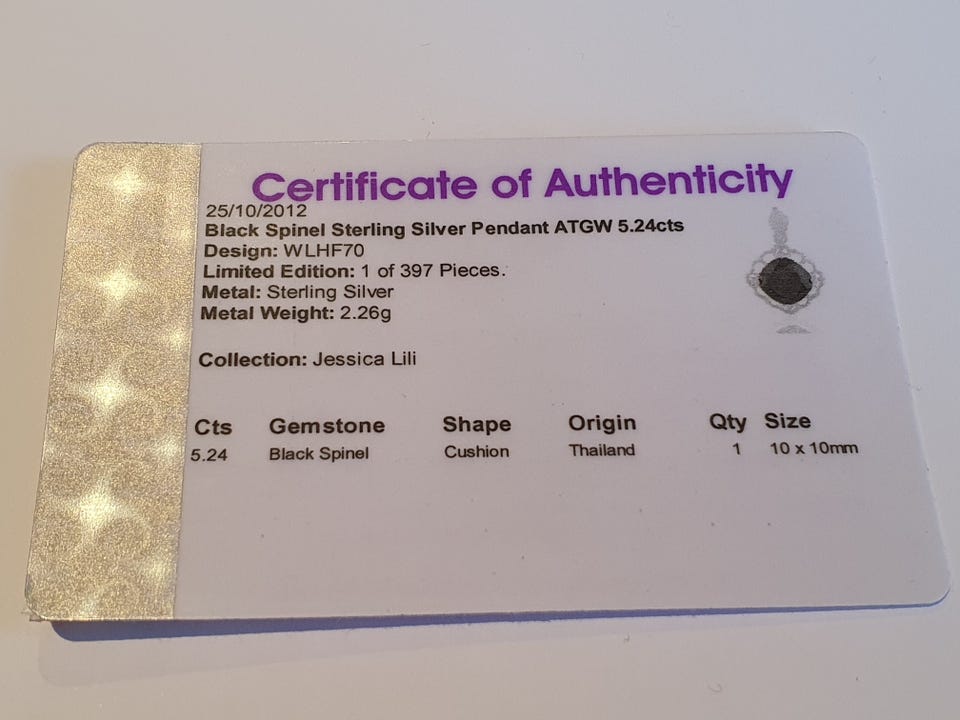 Certificate of Authenticity
25/10/2012
Black Spinel Sterling Silver Pendant ATGW 5.24cts
Design: WLHF70
Limited Edition: 1 of 397 Pieces.
Metal: Sterling Silver
Metal Weight: 2.26g
Collection: Jessica Lili
Cts Gemstone Shape Origin Qty Size
5.24 Black Spinel Cushion Thailand 1 10 x 10mm